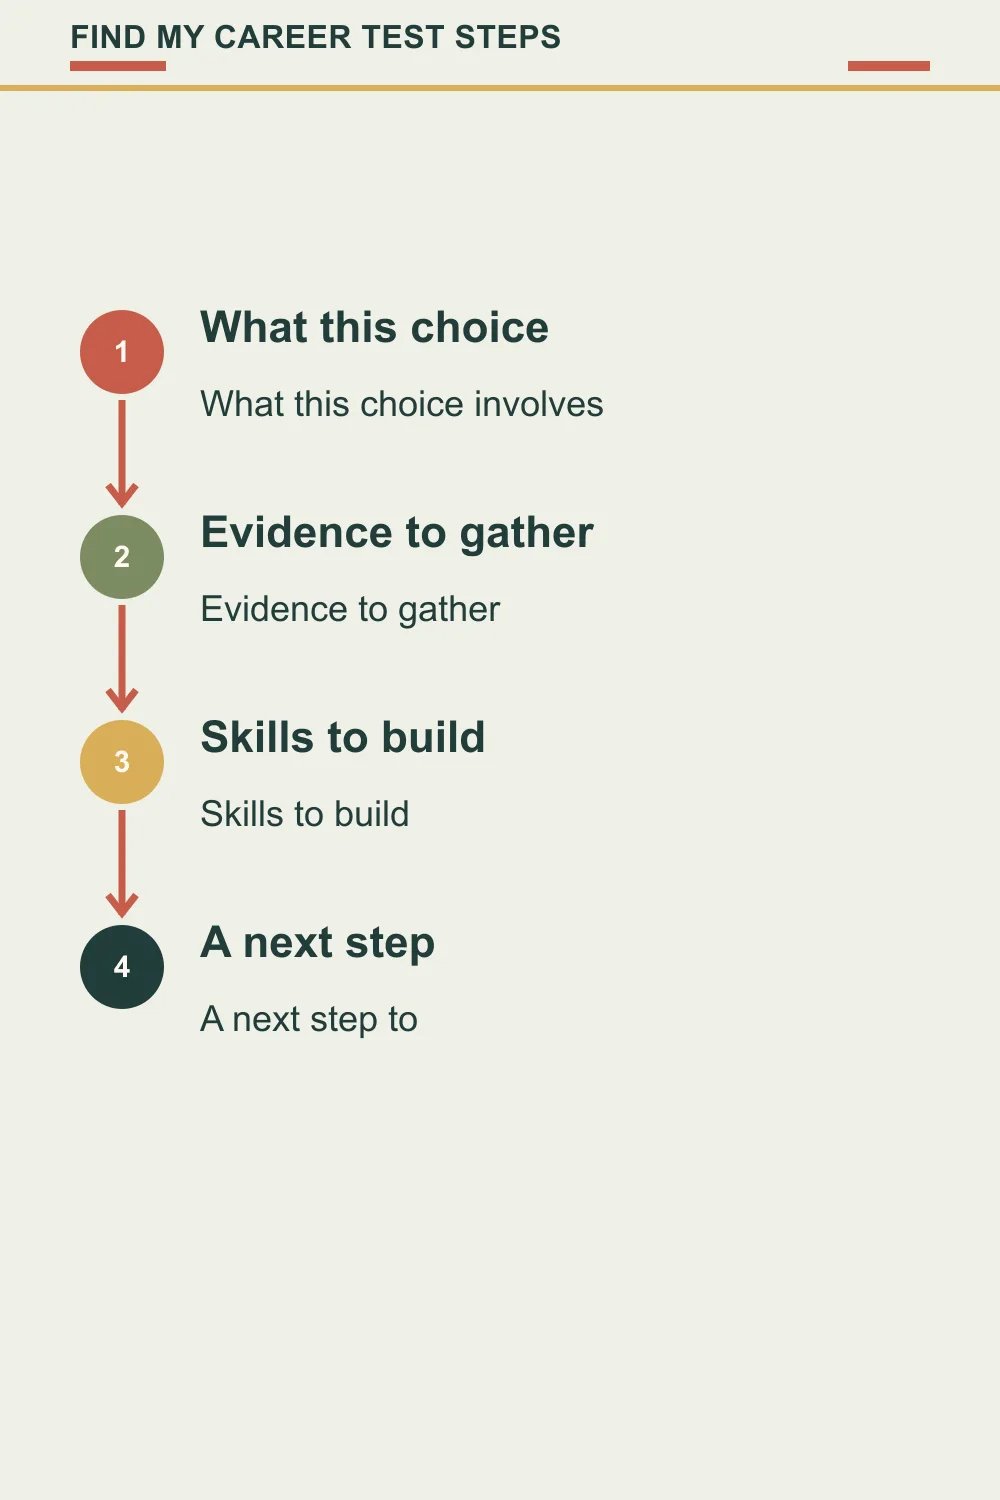 FIND MY CAREER TEST STEPS
1
What this choice
What this choice involves
2
Evidence to gather
Evidence to gather
3
Skills to build
Skills to build
4
A next step
A next step to